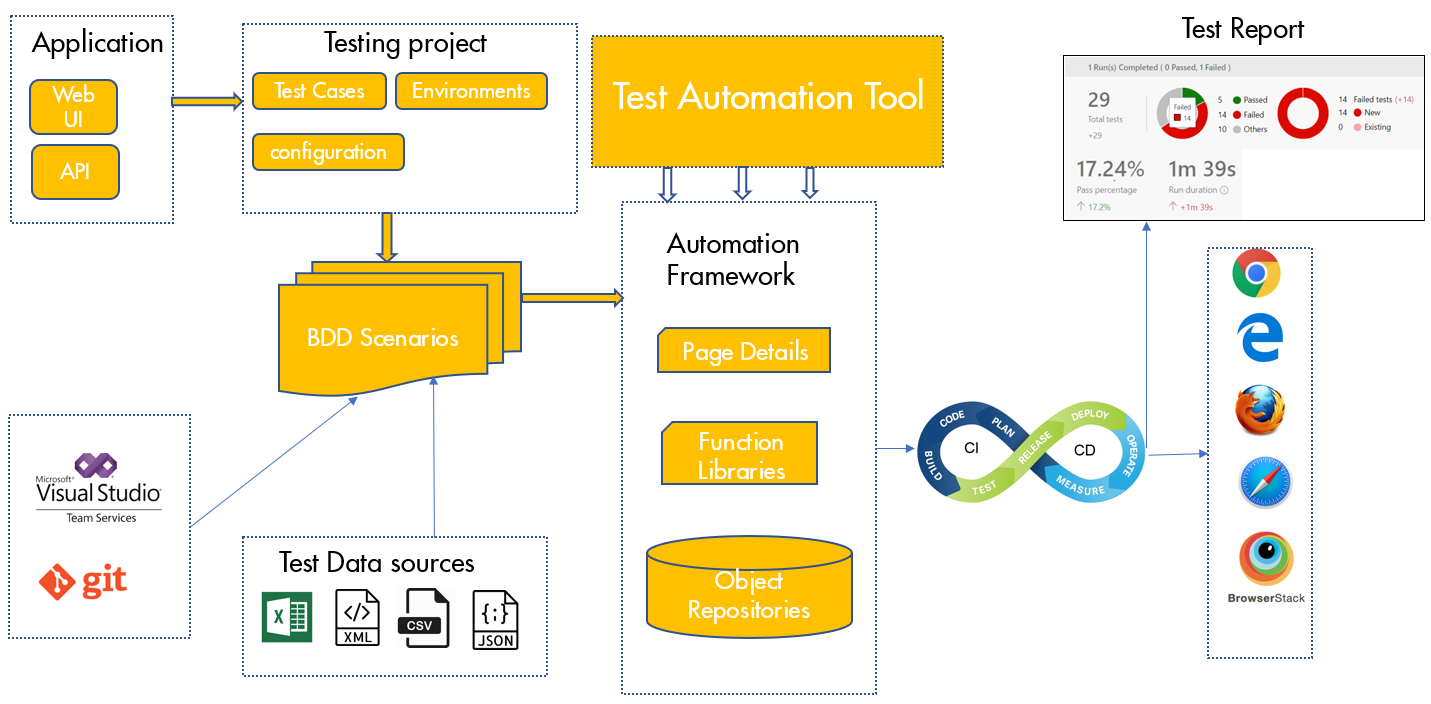 Application
Web
UI
API
Testing project
Test Cases
Environments
configuration
Test Automation Tool
Test Report
1 Run(s) Completed ( 0 Passed, 1 Failed )
29
Total tests
+29
Failed
14
5 Passed
14 Failed
10 Others
14 Failed tests (+14)
14 New
0 Existing
17.24%
Pass percentage
17.2%
1m 39s
Run duration
+1m 39s
BDD Scenarios
Automation
Framework
Page Details
Function
Libraries
Object
Repositories
CODE
PLAN
BUILD
TEST
RELEASE
DEPLOY
OPERATE
MEASURE
CI
CD
Microsoft®
Visual Studio®
Team Services
git
Test Data sources
X
</>
XML
CSV
{;}
JSON
BrowserStack